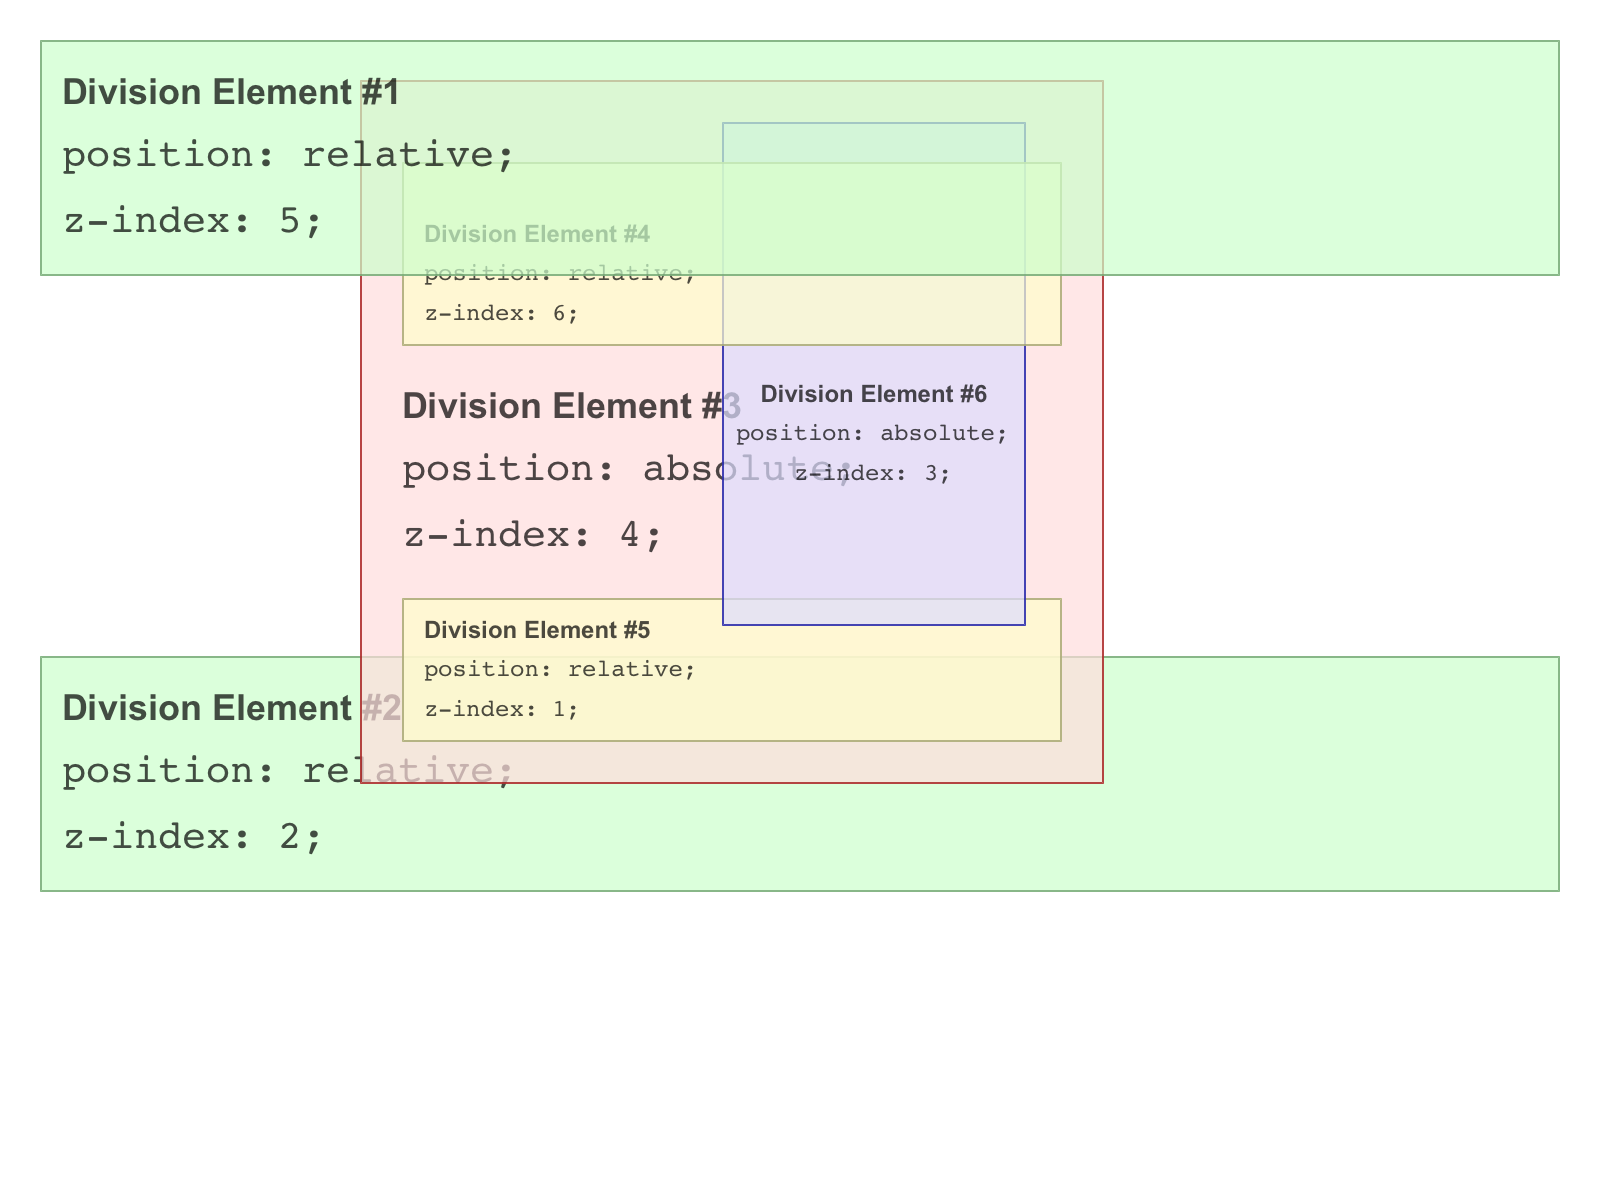 Division Element #1
position: relative;
z-index: 5;
Division Element #4
position: relative;
z-index: 6;
Division Element #3
position: absolute;
z-index: 4;
Division Element #6
position: absolute;
z-index: 3;
Division Element #5
position: relative;
z-index: 1;
Division Element #2
position: relative;
z-index: 2;